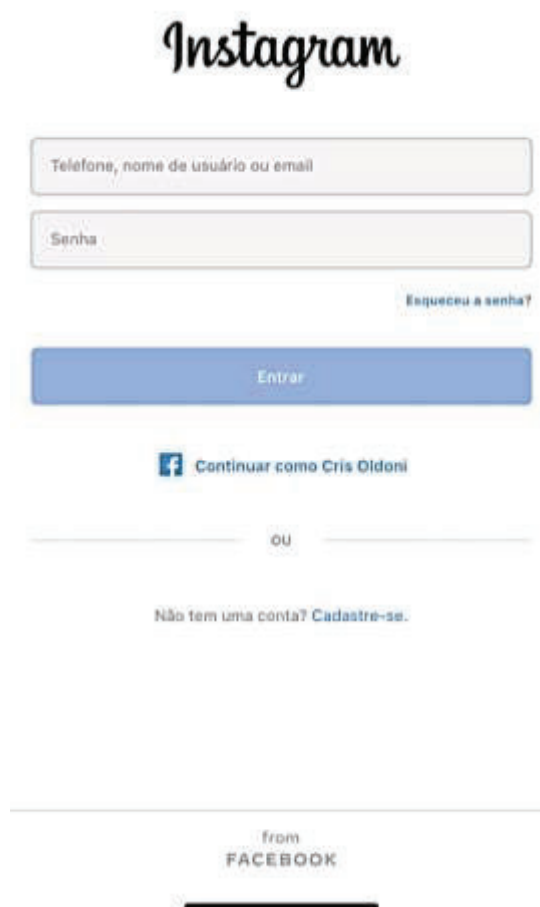 Instagram
Telefone, nome de usuário ou email
Senha
Esqueceu a senha?
Entrar
Continuar como Cris Oldoni
OU
Não tem uma conta? Cadastre-se.
from
FACEBOOK